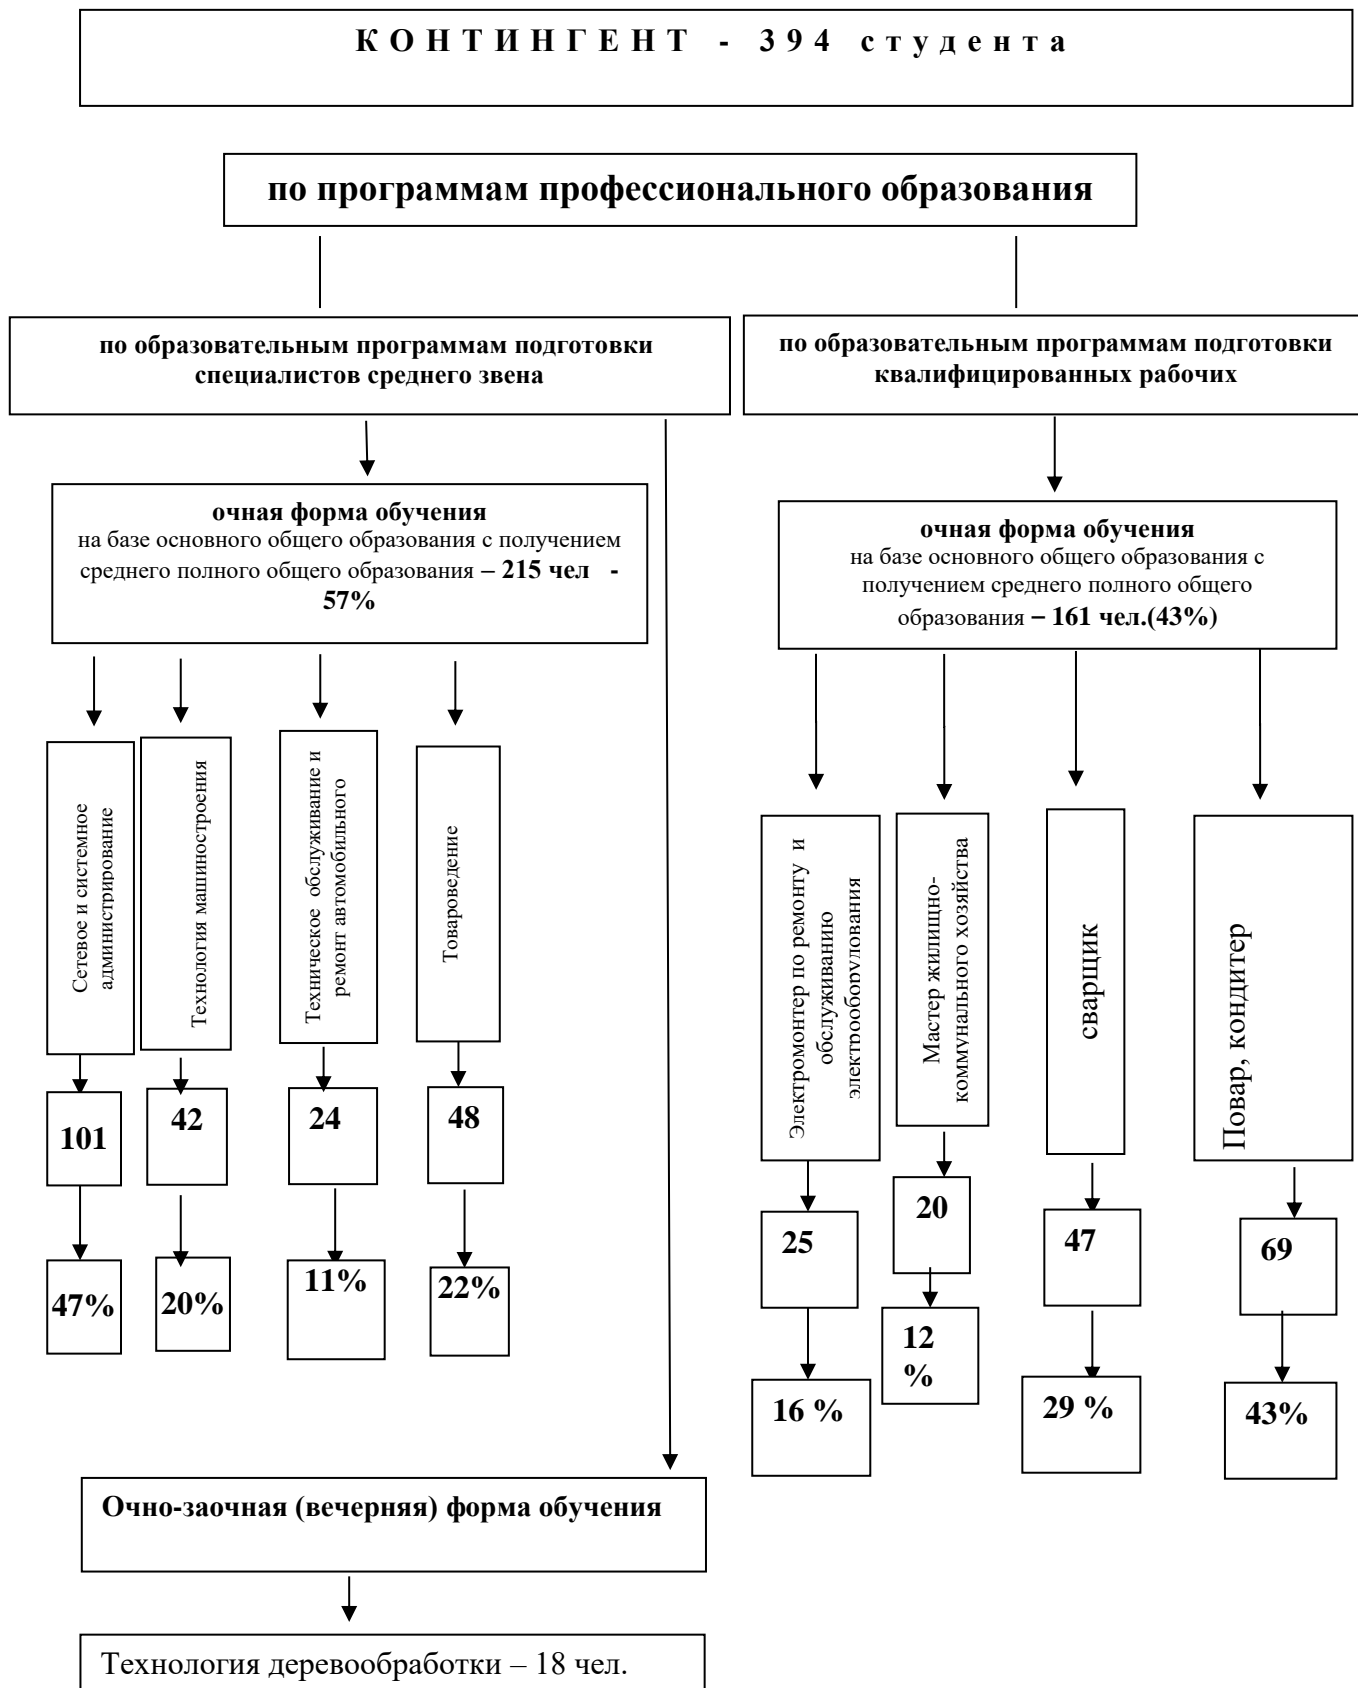 КОНТИНГЕНТ - 394 студента
по программам профессионального образования
по образовательным программам подготовки
специалистов среднего звена
по образовательным программам подготовки
квалифицированных рабочих
очная форма обучения
на базе основного общего образования с получением
среднего полного общего образования – 215 чел -
57%
очная форма обучения
на базе основного общего образования с
получением среднего полного общего
образования – 161 чел.(43%)
Сетевое и системное
администрирование
Технология машиностроения
Техническое обслуживание и
ремонт автомобильного
Товароведение
Электромонтер по ремонту и
обслуживанию
электрооборудования
Мастер жилищно-
коммунального хозяйства
сварщик
Повар, кондитер
101
42
24
48
25
20
47
69
47%
20%
11%
22%
16 %
12
%
29 %
43%
Очно-заочная (вечерняя) форма обучения
Технология деревообработки – 18 чел.